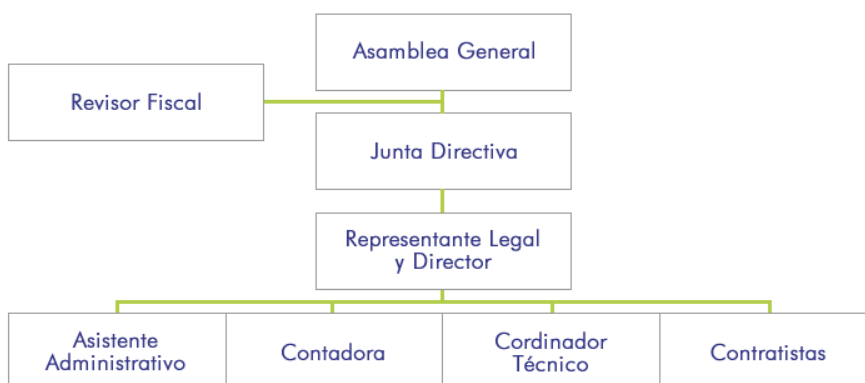 Asamblea General
Revisor Fiscal
Junta Directiva
Representante Legal
y Director
Asistente
Administrativo
Contadora
Cordinador
Técnico
Contratistas